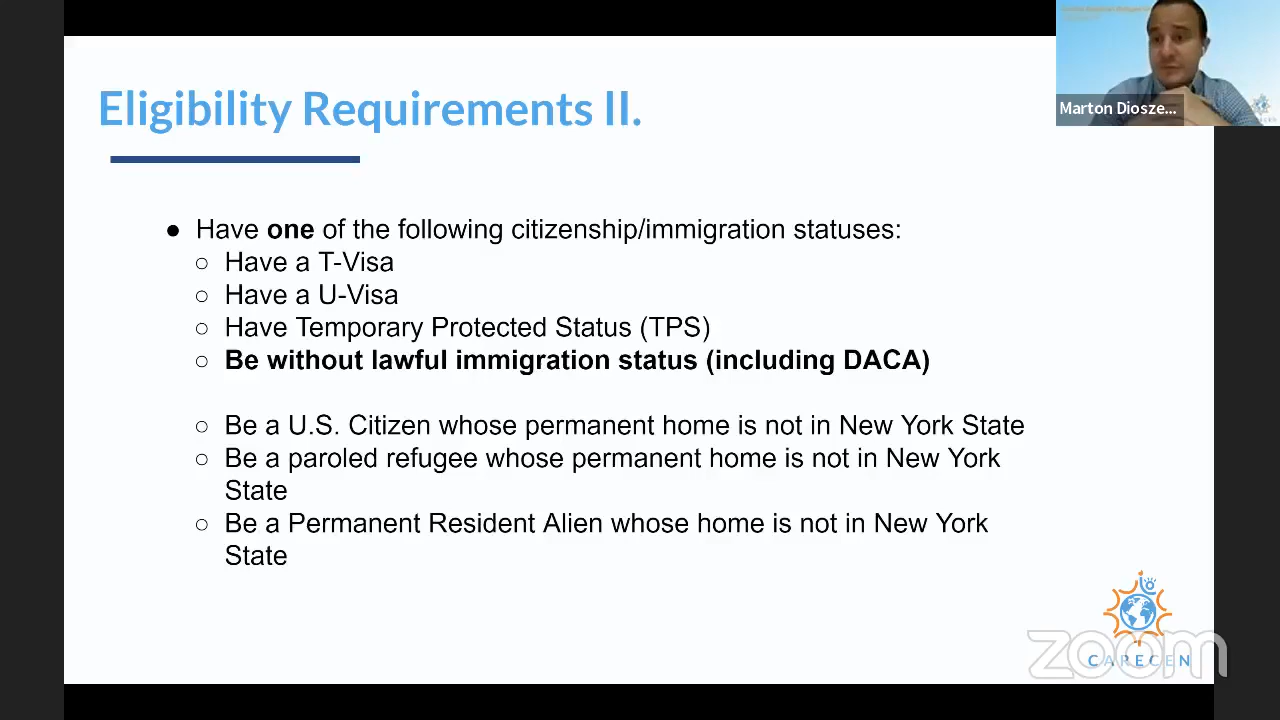 Eligibility Requirements II.
Marton Diosze...
● Have one of the following citizenship/immigration statuses:
○ Have a T-Visa
○ Have a U-Visa
○ Have Temporary Protected Status (TPS)
○ Be without lawful immigration status (including DACA)
○ Be a U.S. Citizen whose permanent home is not in New York State
○ Be a paroled refugee whose permanent home is not in New York
State
○ Be a Permanent Resident Alien whose home is not in New York
State
zoom
CARECEN